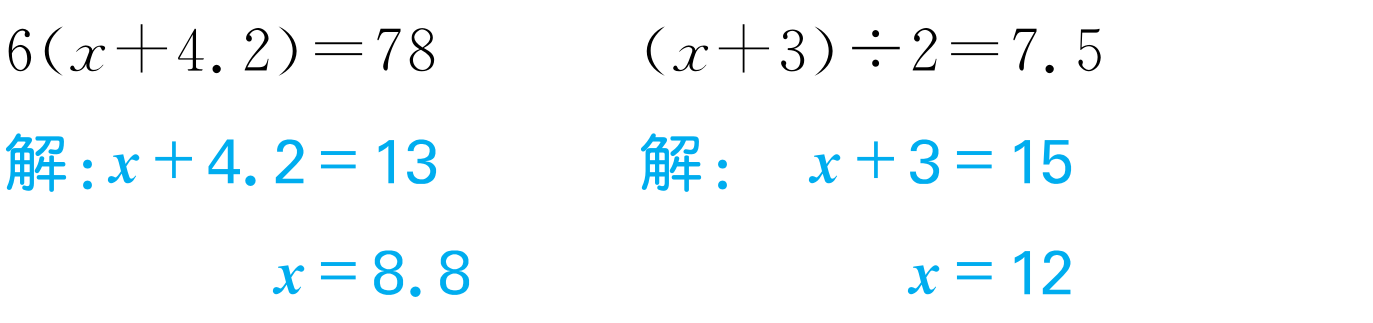 6(x+4.2)=78 (x+3)÷2=7.5
解:x+4.2=13 解: x+3=15
x=8.8 x=12